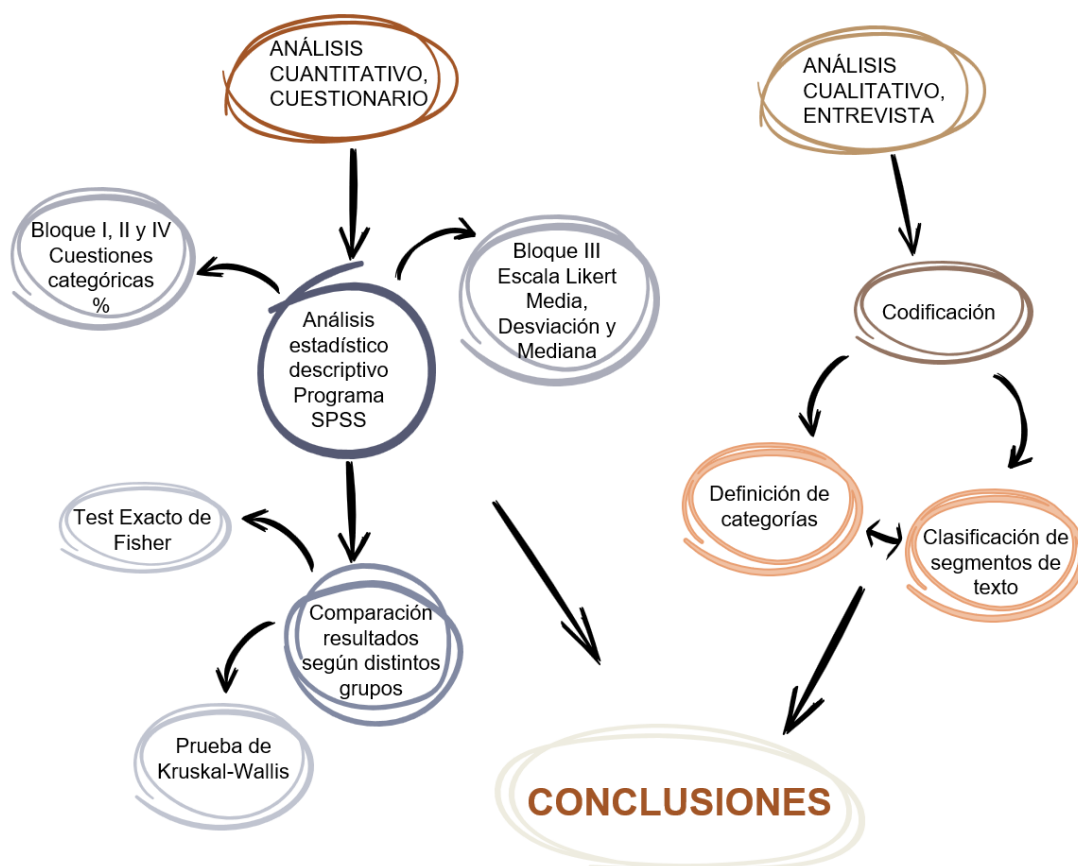 ANÁLISIS
CUANTITATIVO,
CUESTIONARIO
ANÁLISIS
CUALITATIVO,
ENTREVISTA
Bloque I, II y IV
Cuestiones
categóricas
%
Bloque III
Escala Likert
Media,
Desviación y
Mediana
Análisis
estadístico
descriptivo
Programa
SPSS
Codificación
Test Exacto de
Fisher
Definición de
categorías
Clasificación de
segmentos de
texto
Comparación
resultados
según distintos
grupos
Prueba de
Kruskal-Wallis
CONCLUSIONES